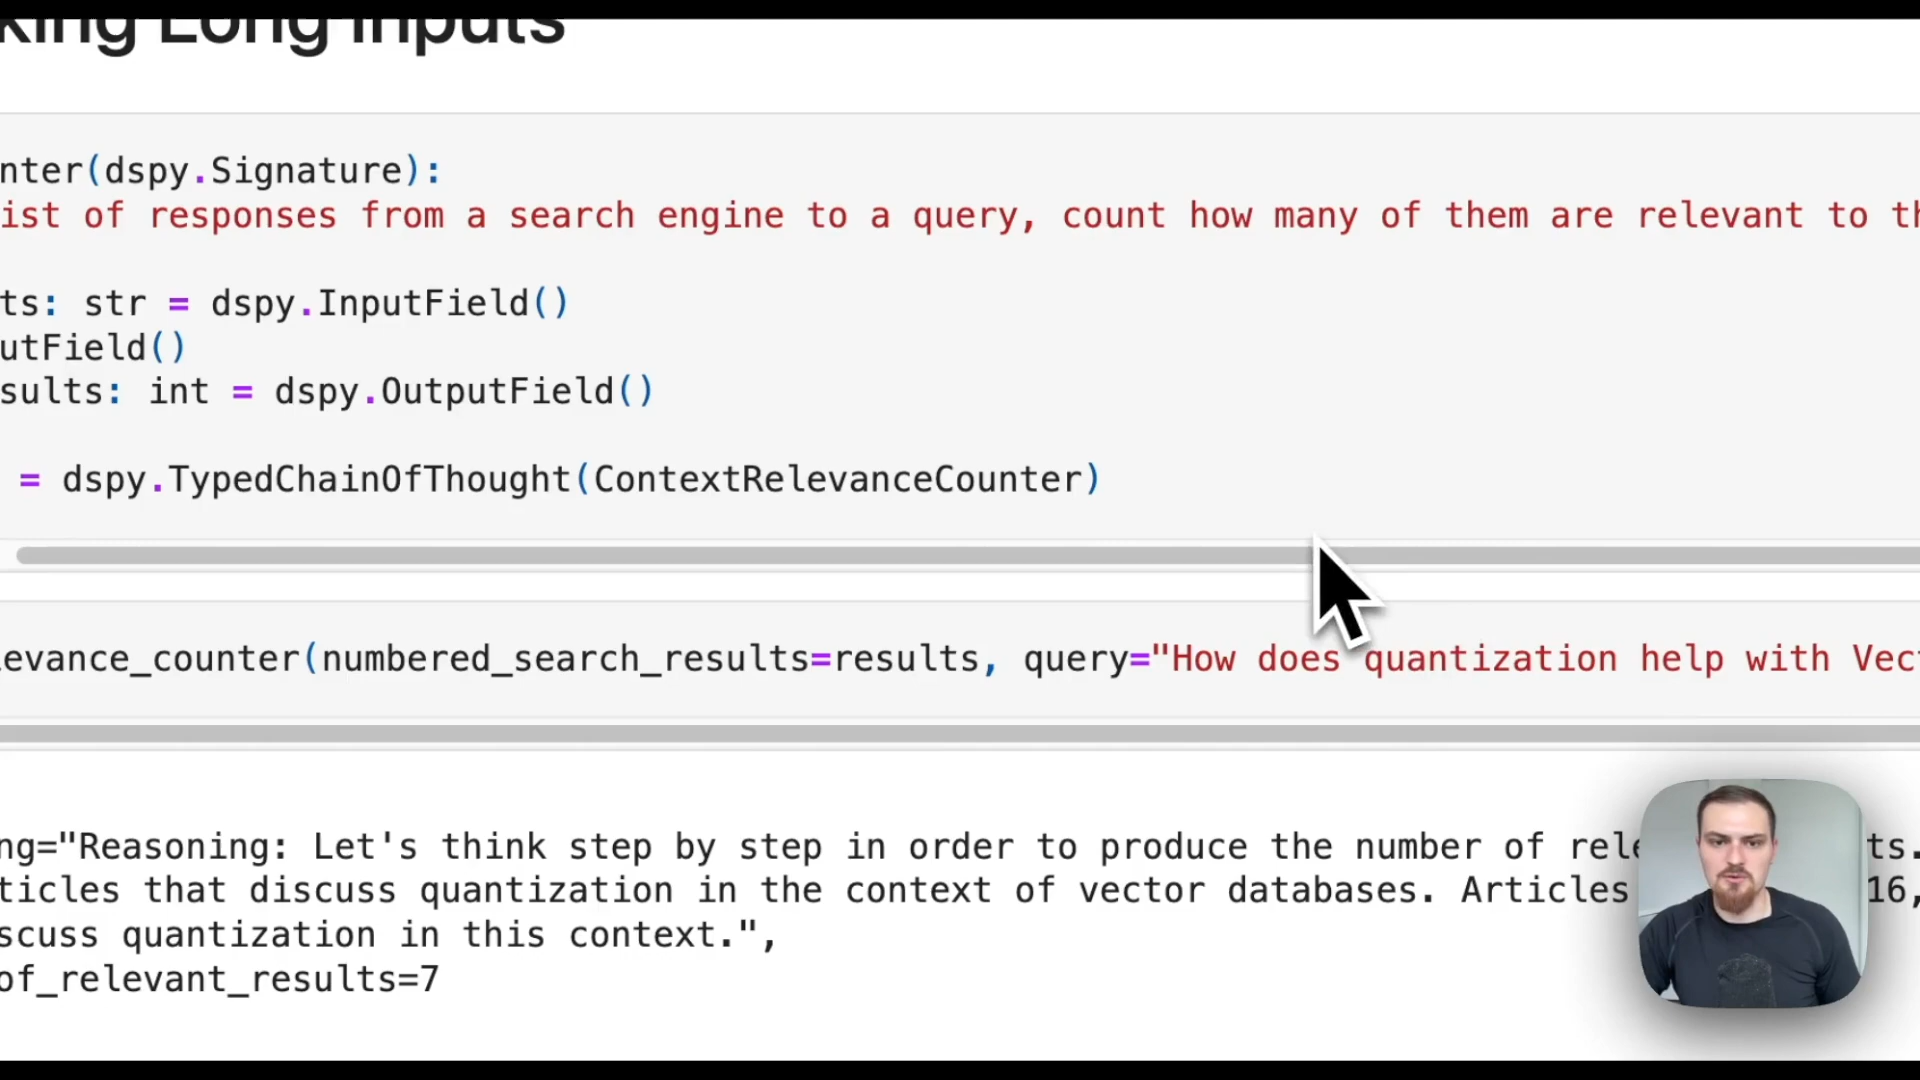 king Long Inputs
nter(dspy.Signature):
ist of responses from a search engine to a query, count how many of them are relevant to th
ts: str = dspy.InputField()
utField()
sults: int = dspy.OutputField()
= dspy.TypedChainOfThought(ContextRelevanceCounter)
evance_counter(numbered_search_results=results, query="How does quantization help with Vect
ng="Reasoning: Let's think step by step in order to produce the number of rele ts.
ticles that discuss quantization in the context of vector databases. Articles 16,
scuss quantization in this context.",
of_relevant_results=7